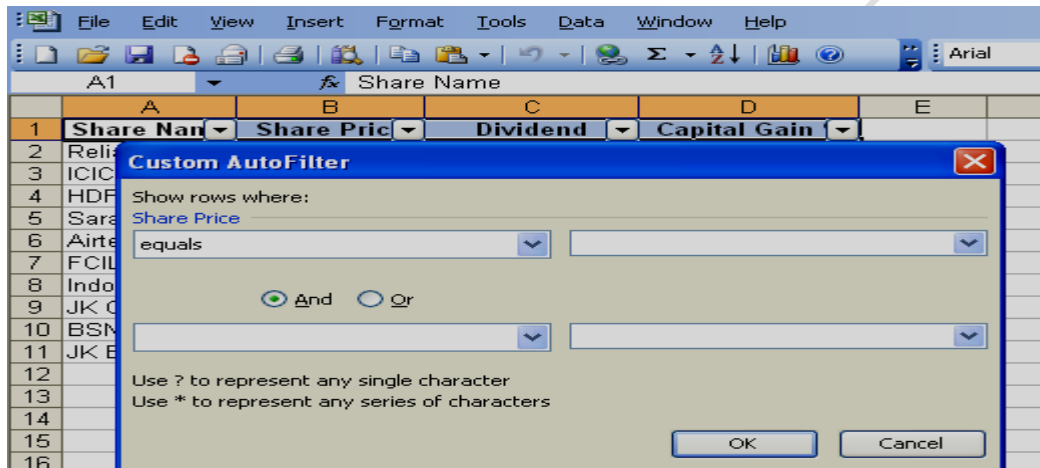 File Edit View Insert Format Tools Data Window Help
Σ A Z Arial
A1 fx Share Name
A B C D E
1 Share Nan Share Pric Dividend Capital Gain
2 Reli
3 ICIC
4 HDF
5 Sara
6 Airte
7 FCIL
8 Indo
9 JK C
10 BSN
11 JK B
12
13
14
15
16
Custom AutoFilter
Show rows where:
Share Price
equals
And Or
Use ? to represent any single character
Use * to represent any series of characters
OK Cancel